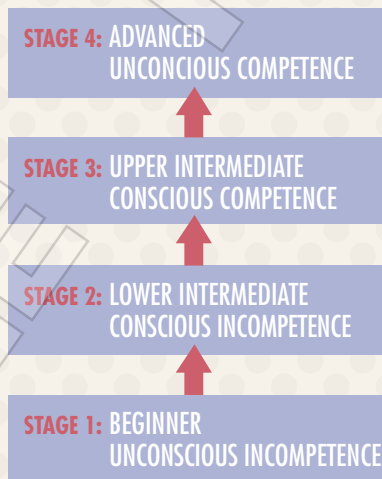 STAGE 4: ADVANCED
UNCONCIOUS COMPETENCE
STAGE 3: UPPER INTERMEDIATE
CONSCIOUS COMPETENCE
STAGE 2: LOWER INTERMEDIATE
CONSCIOUS INCOMPETENCE
STAGE 1: BEGINNER
UNCONSCIOUS INCOMPETENCE